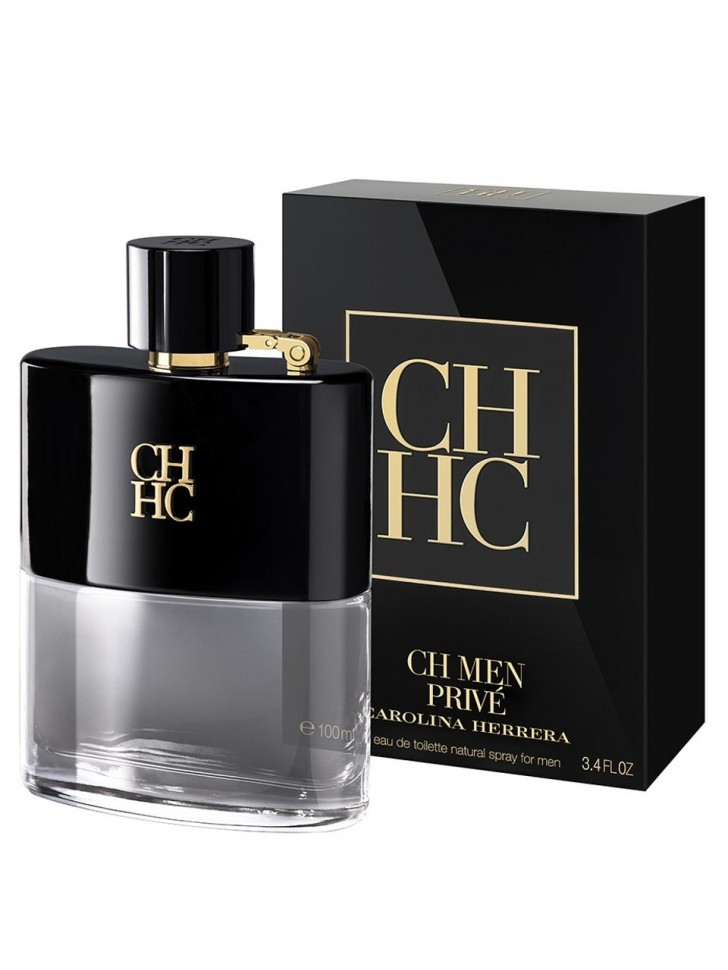 CH
HC
℮ 100ml
CH
HC
CH MEN
PRIVÉ
CAROLINA HERRERA
eau de toilette natural spray for men
3.4 FL OZ